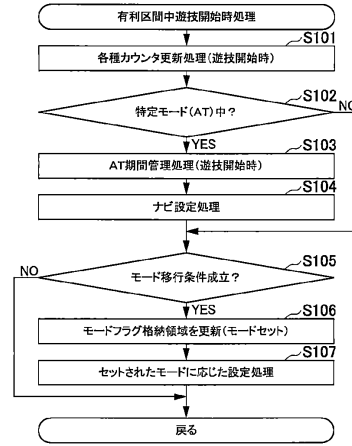 有利区間中遊技開始時処理
S101
各種カウンタ更新処理(遊技開始時)
S102
特定モード(AT)中?
NO
YES
S103
AT期間管理処理(遊技開始時)
S104
ナビ設定処理
S105
NO
モード移行条件成立?
YES
S106
モードフラグ格納領域を更新(モードセット)
S107
セットされたモードに応じた設定処理
戻る